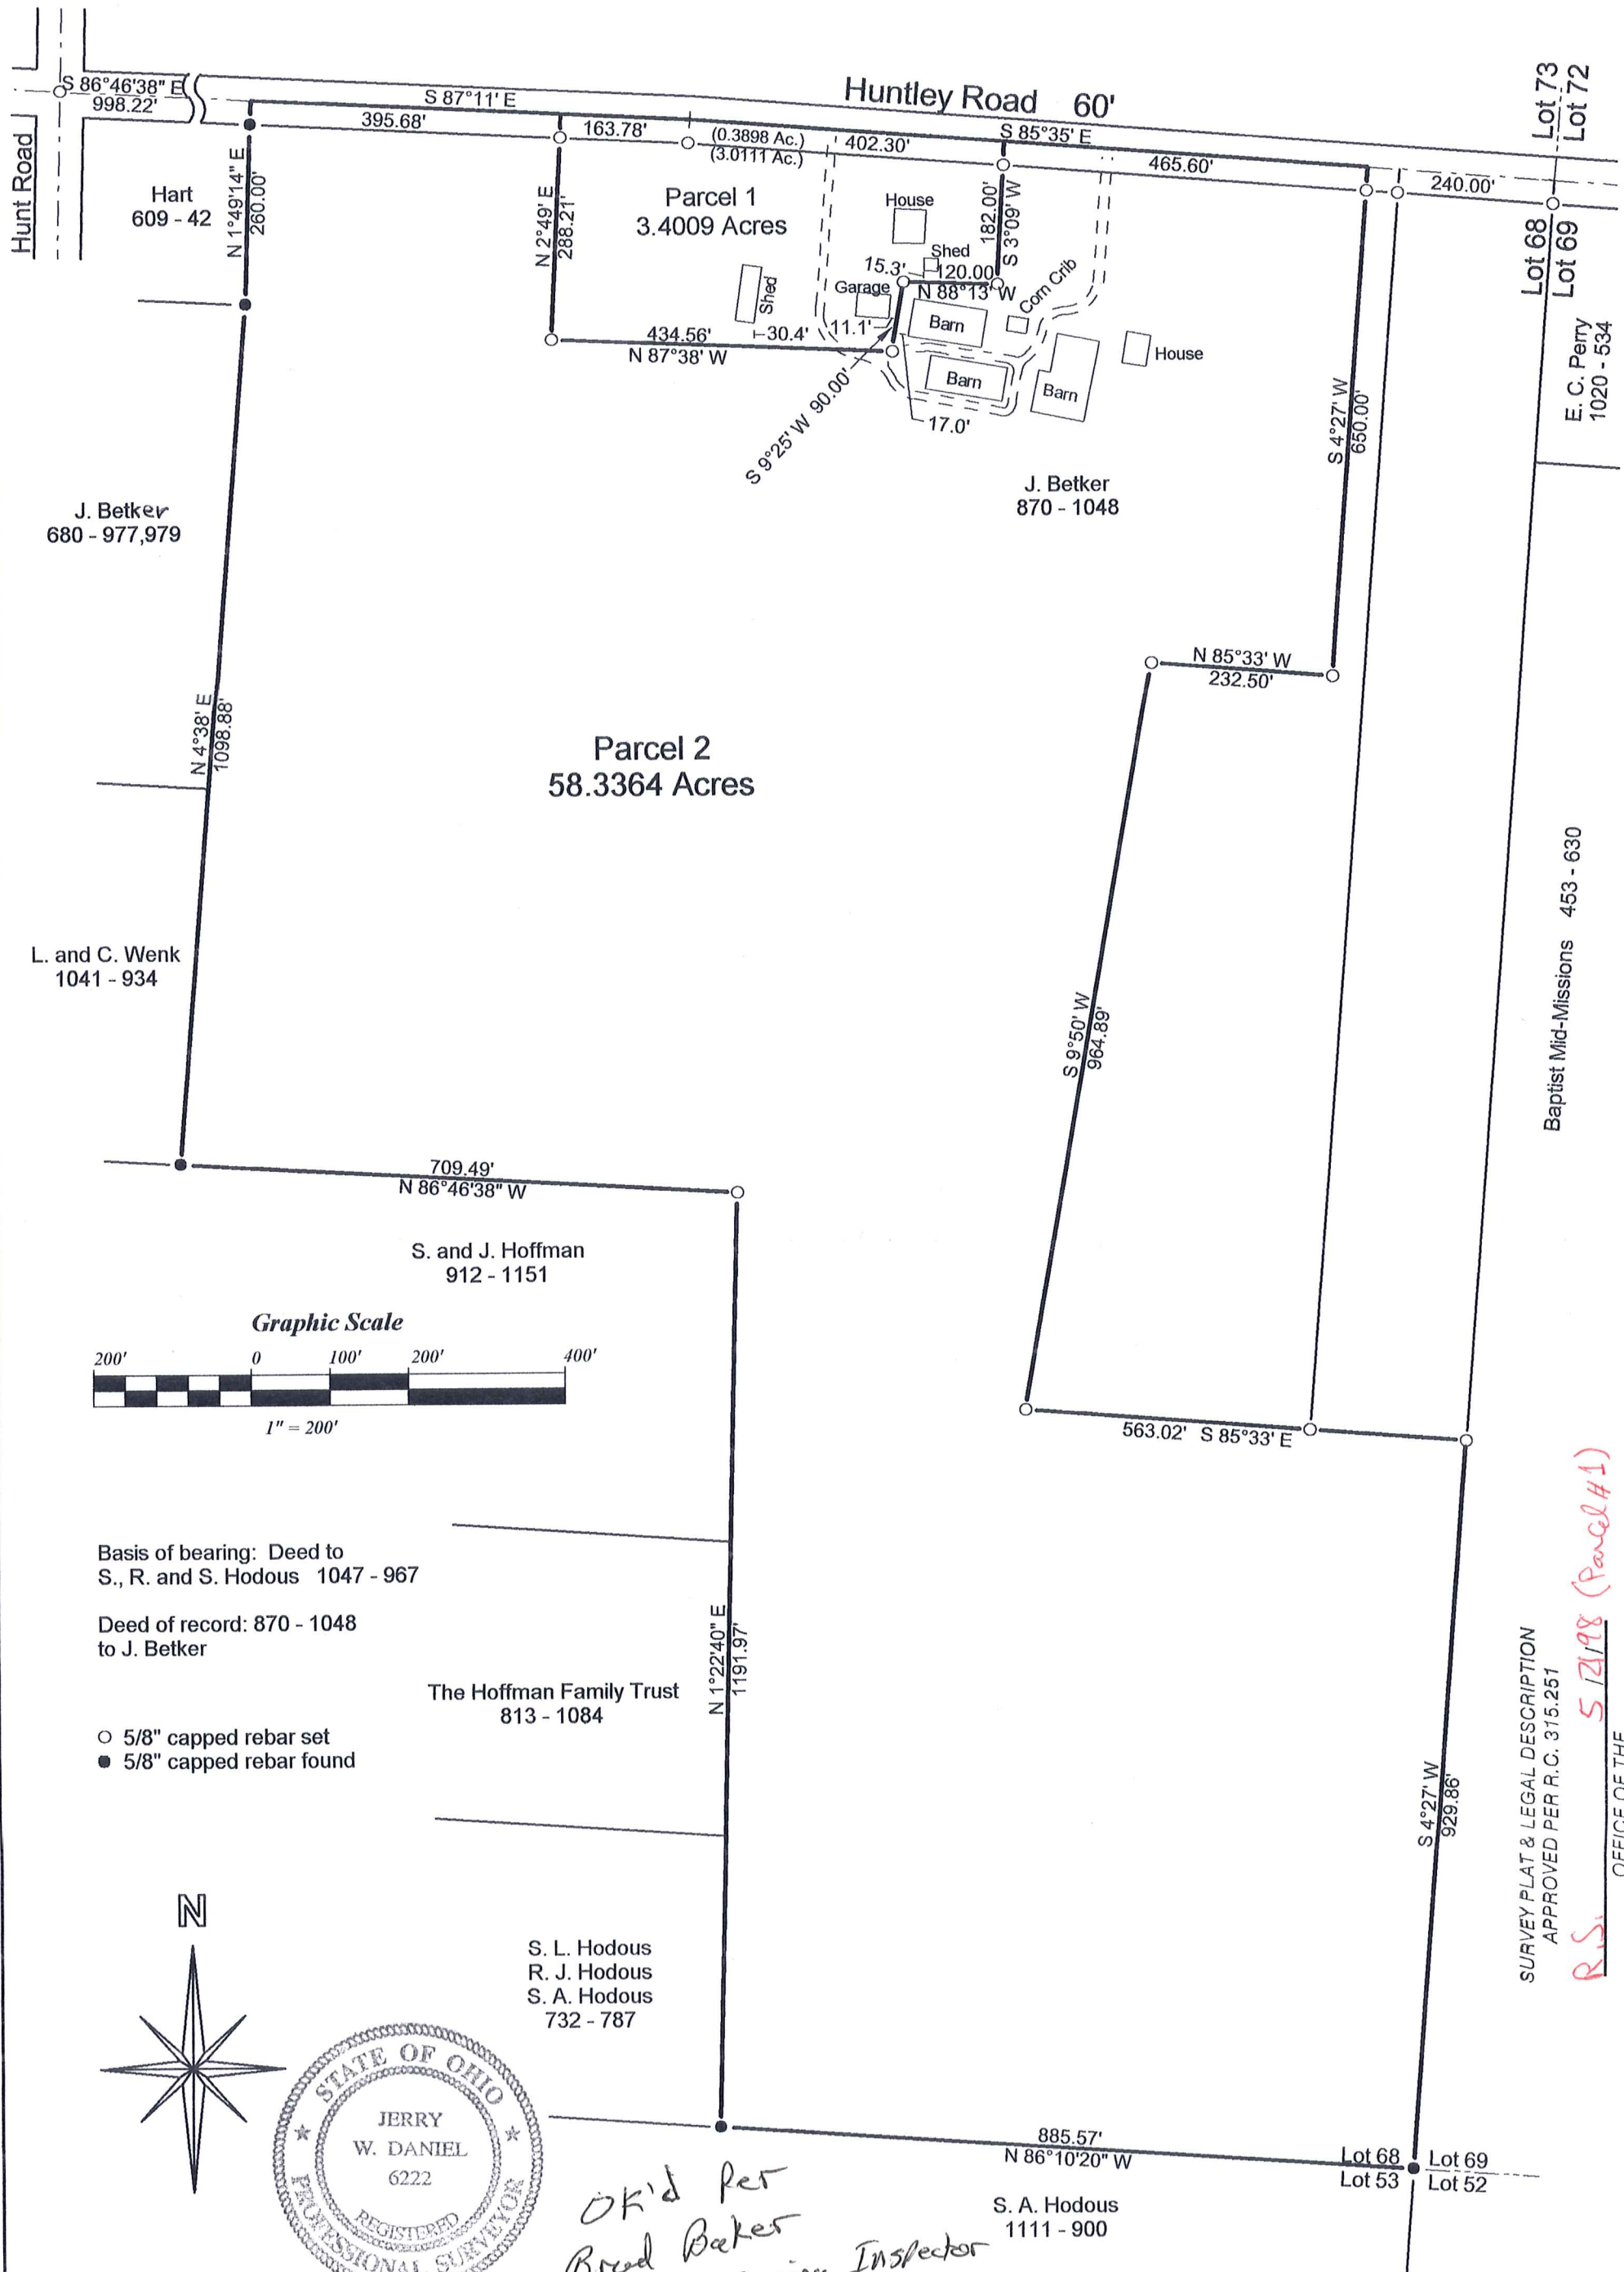 Huntley Road 60'
Lot 73
Lot 72
S 86°46'38" E
998.22'
S 87°11' E
395.68'
163.78'
(0.3898 Ac.)
(3.0111 Ac.)
402.30'
S 85°35' E
465.60'
240.00'
Hunt Road
Hart
609 - 42
N 1°49'14" E
260.00'
N 2°49' E
288.21'
Parcel 1
3.4009 Acres
House
182.00'
S 3°09' W
Shed
15.3'
120.00'
N 88°13' W
Corn Crib
Garage
Shed
Barn
11.1'
30.4'
434.56'
N 87°38' W
House
Barn
Barn
17.0'
S 9°25' W 90.00'
Lot 68
Lot 69
E. C. Perry
1020 - 534
S 4°27' W
650.00'
J. Betker
870 - 1048
J. Betker
680 - 977,979
N 85°33' W
232.50'
N 4°38' E
1098.88'
Parcel 2
58.3364 Acres
Baptist Mid-Missions 453 - 630
L. and C. Wenk
1041 - 934
S 9°50' W
964.89'
709.49'
N 86°46'38" W
S. and J. Hoffman
912 - 1151
Graphic Scale
200' 0 100' 200' 400'
1" = 200'
563.02' S 85°33' E
Basis of bearing: Deed to
S., R. and S. Hodous 1047 - 967
Deed of record: 870 - 1048
to J. Betker
N 1°22'40" E
1191.97'
The Hoffman Family Trust
813 - 1084
5/8" capped rebar set
5/8" capped rebar found
S 4°27' W
929.86'
SURVEY PLAT & LEGAL DESCRIPTION
APPROVED PER R.C. 315.251
R.S. 5/21/98 (Parcel #1)
OFFICE OF THE
N
S. L. Hodous
R. J. Hodous
S. A. Hodous
732 - 787
STATE OF OHIO
JERRY
W. DANIEL
6222
REGISTERED
PROFESSIONAL SURVEYOR
885.57'
N 86°10'20" W
Lot 68
Lot 69
Lot 53
Lot 52
S. A. Hodous
1111 - 900
OK'd Per
Brad Baker
Inspector